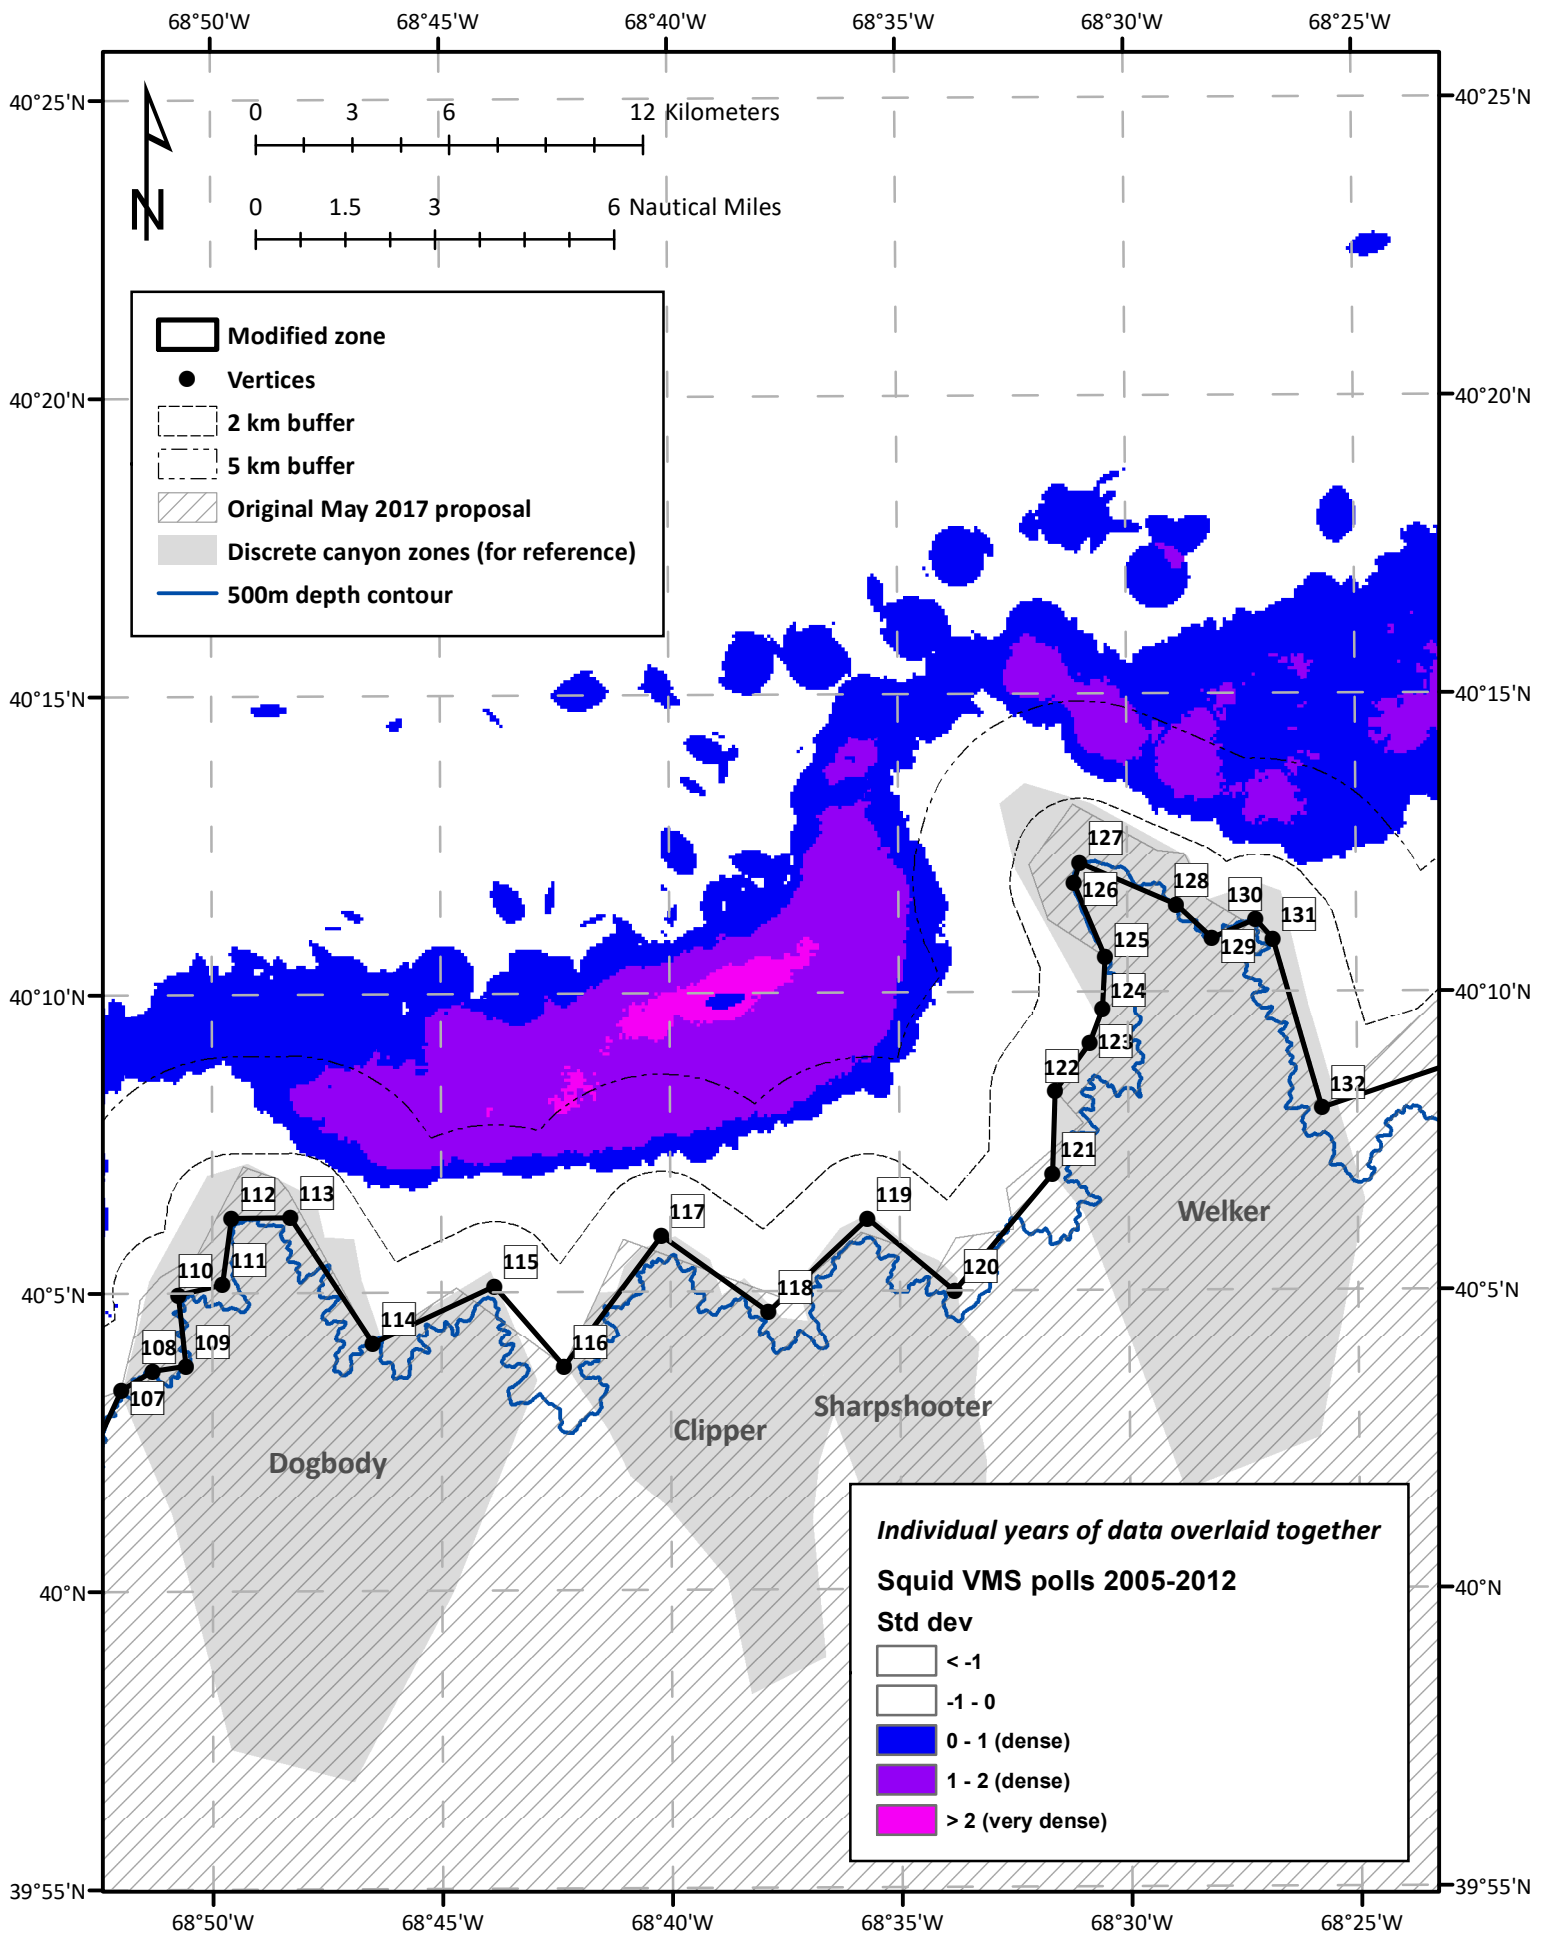 68°50'W 68°45'W 68°40'W 68°35'W 68°30'W 68°25'W
40°25'N 40°25'N
0 3 6 12 Kilometers
N
0 1.5 3 6 Nautical Miles
Modified zone
Vertices
2 km buffer
5 km buffer
Original May 2017 proposal
Discrete canyon zones (for reference)
500m depth contour
40°20'N 40°20'N
40°15'N 40°15'N
127
126
128
130
131
125
129
40°10'N 40°10'N
124
123
122
132
121
112
113
117
119
Welker
110
111
115
120
40°5'N 40°5'N
118
114
108
109
116
107
Sharpshooter
Clipper
Dogbody
Individual years of data overlaid together
Squid VMS polls 2005-2012
Std dev
< -1
-1 - 0
0 - 1 (dense)
1 - 2 (dense)
> 2 (very dense)
40°N 40°N
39°55'N 39°55'N
68°50'W 68°45'W 68°40'W 68°35'W 68°30'W 68°25'W